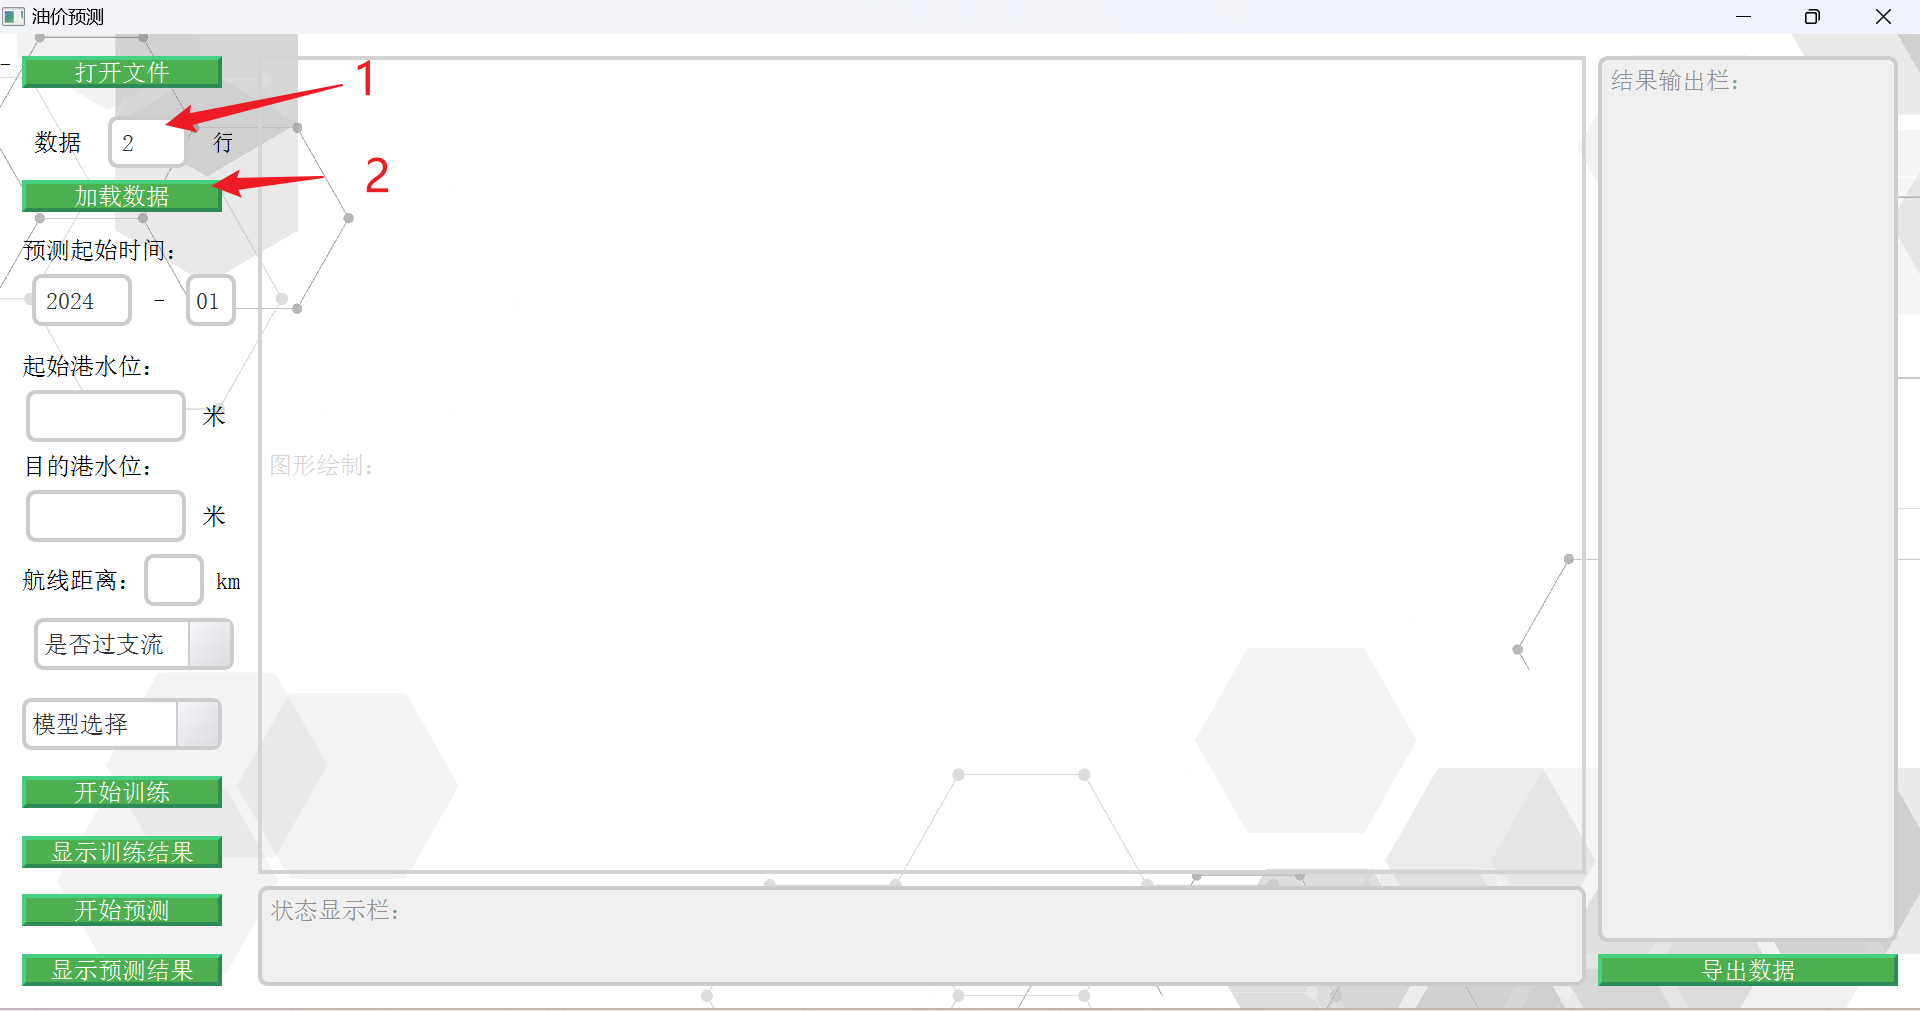 油价预测
打开文件
1
数据 2 行
2
加载数据
预测起始时间：
2024 - 01
起始港水位：
米
目的港水位：
米
航线距离： km
是否过支流
模型选择
开始训练
显示训练结果
开始预测
显示预测结果
图形绘制：
状态显示栏：
结果输出栏：
导出数据